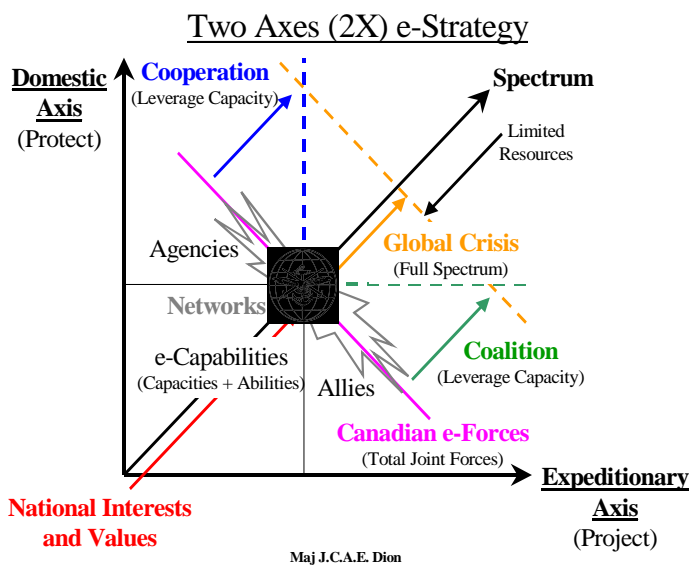 Two Axes (2X) e-Strategy
Domestic
Axis
(Protect)
Cooperation
(Leverage Capacity)
Spectrum
Limited
Resources
Agencies
Global Crisis
(Full Spectrum)
Networks
e-Capabilities
(Capacities + Abilities)
Allies
Coalition
(Leverage Capacity)
Canadian e-Forces
(Total Joint Forces)
National Interests
and Values
Expeditionary
Axis
(Project)
Maj J.C.A.E. Dion